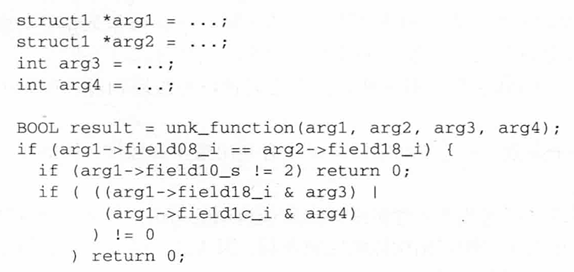 struct1 *arg1 = ...;
struct1 *arg2 = ...;
int arg3 = ...;
int arg4 = ...;

BOOL result = unk_function(arg1, arg2, arg3, arg4);
if (arg1->field08_i == arg2->field18_i) {
  if (arg1->field10_s != 2) return 0;
  if ( ((arg1->field18_i & arg3) |
        (arg1->field1c_i & arg4)
       ) != 0
     ) return 0;